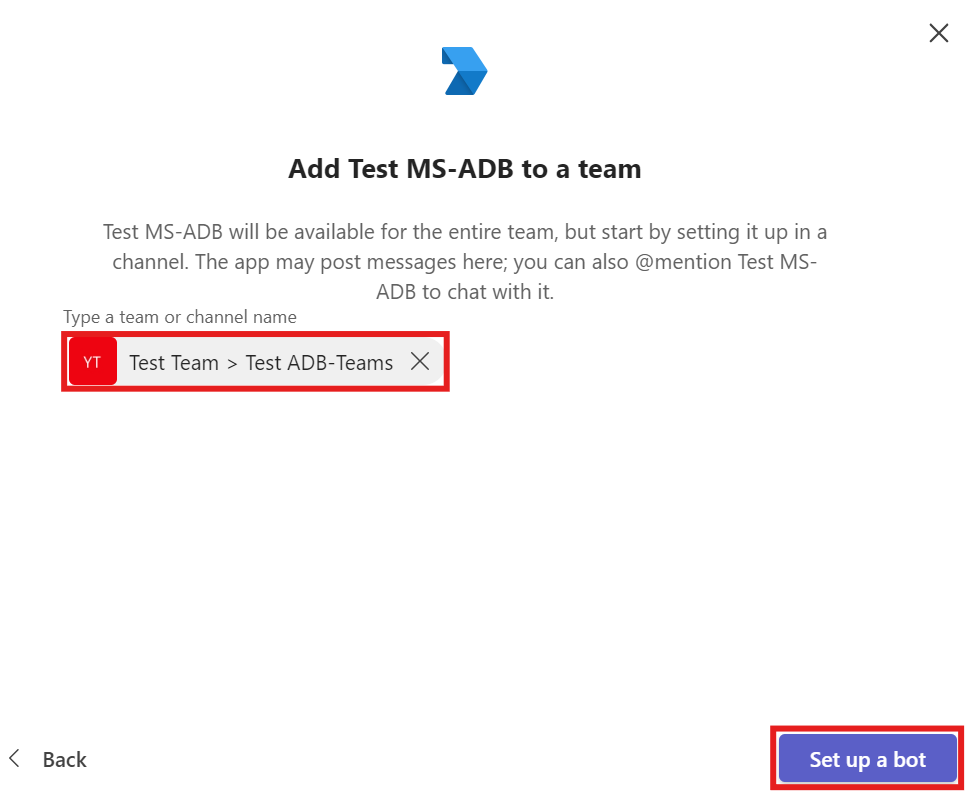 Add Test MS-ADB to a team
Test MS-ADB will be available for the entire team, but start by setting it up in a
channel. The app may post messages here; you can also @mention Test MS-
ADB to chat with it.
Type a team or channel name
YT Test Team > Test ADB-Teams
Back
Set up a bot